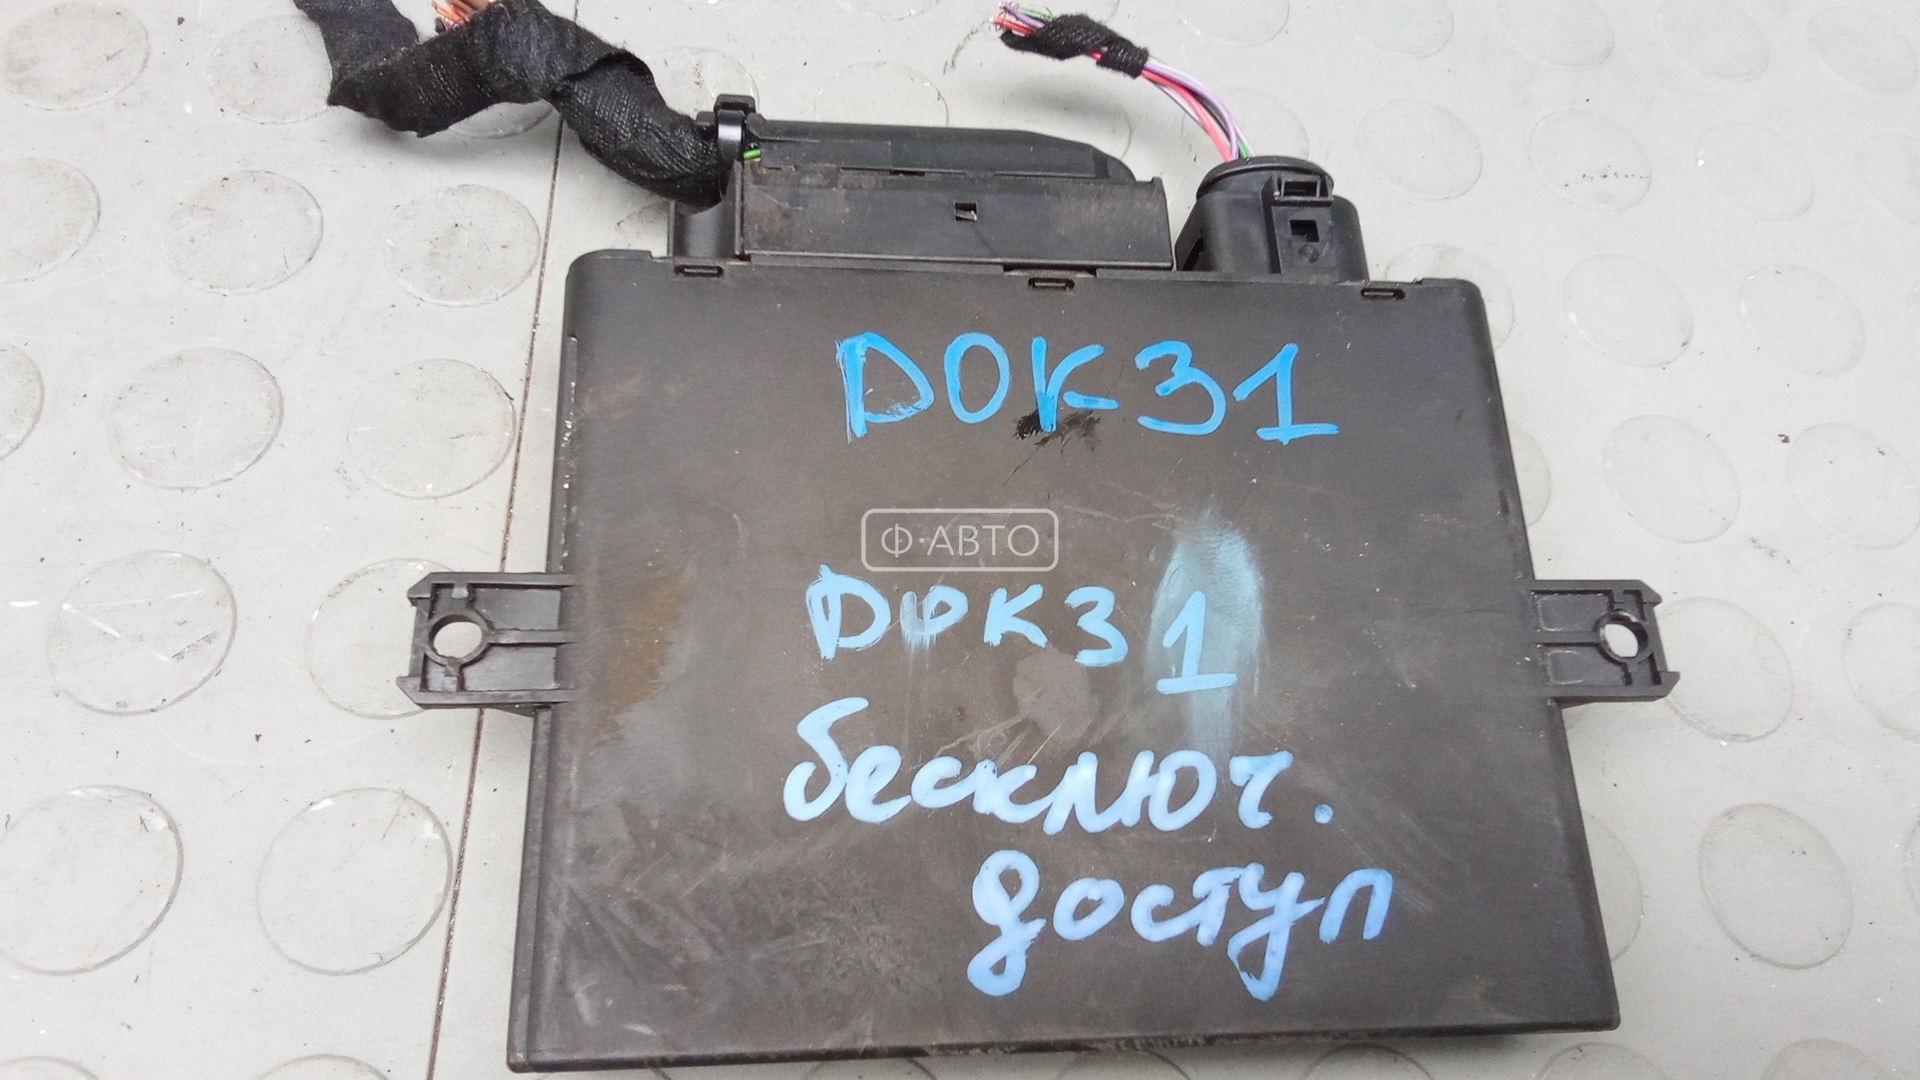 DOK31
Ф·АВТО
DOK31
бесключ.
доступ